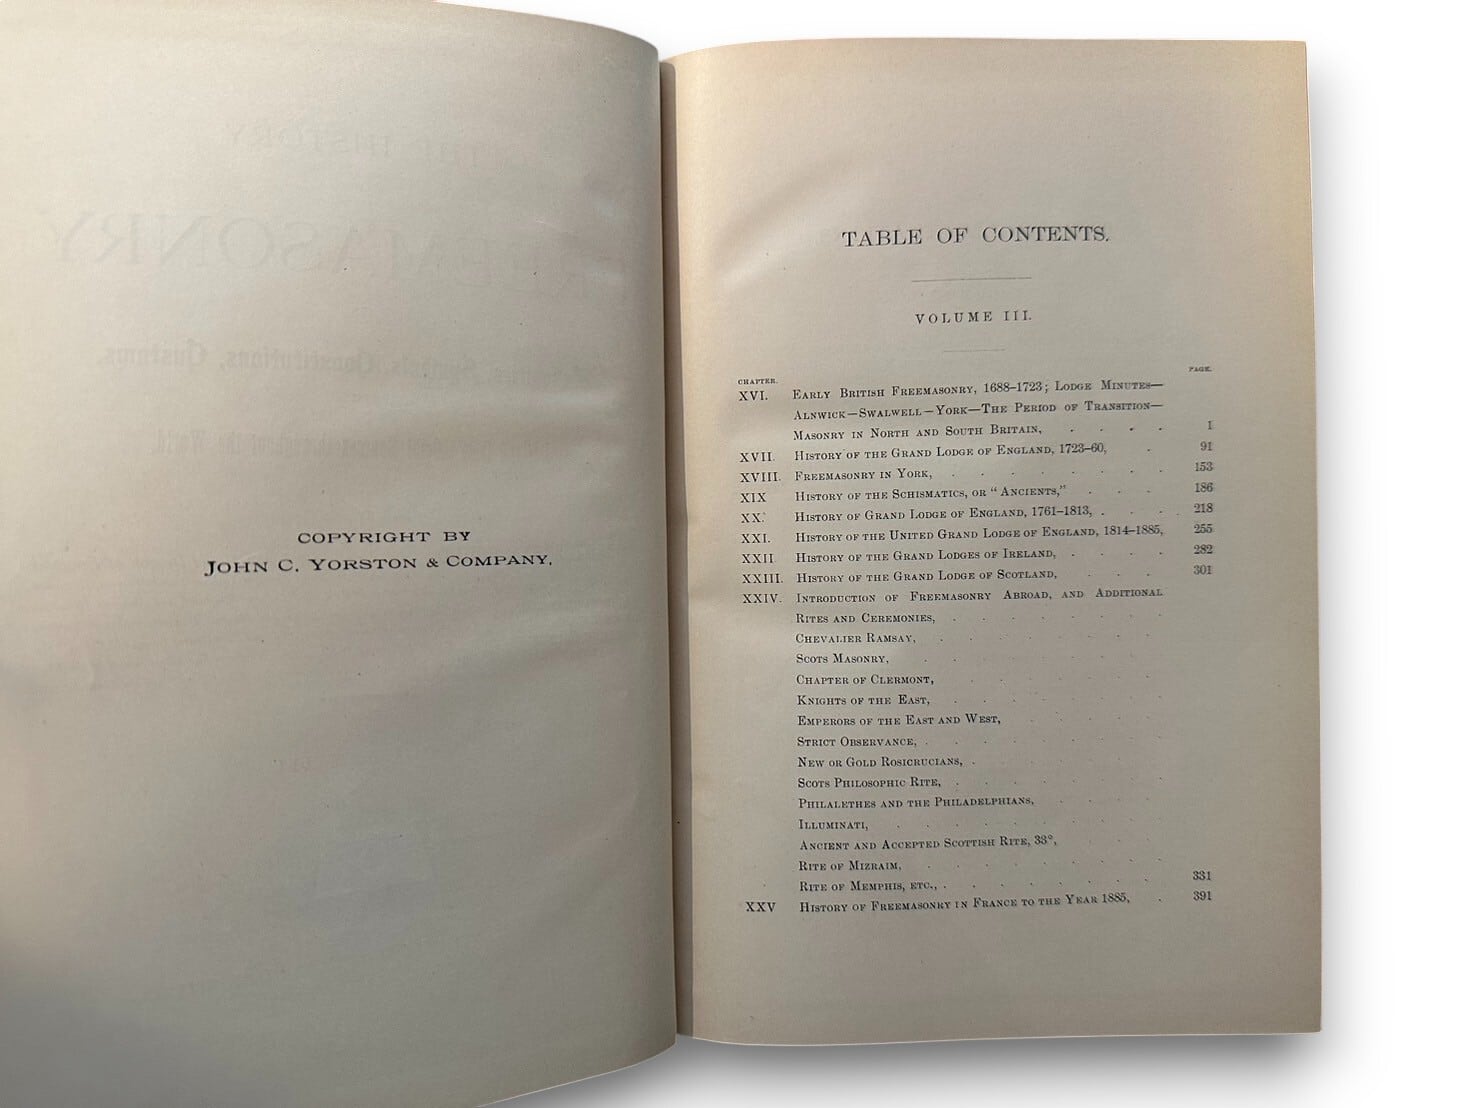 COPYRIGHT BY
JOHN C. YORSTON & COMPANY,
TABLE OF CONTENTS.
VOLUME III.
CHAPTER. PAGE.
XVI. EARLY BRITISH FREEMASONRY, 1688–1723; LODGE MINUTES—
ALNWICK—SWALWELL—YORK—THE PERIOD OF TRANSITION—
MASONRY IN NORTH AND SOUTH BRITAIN, . . . . 1
XVII. HISTORY OF THE GRAND LODGE OF ENGLAND, 1723–60, . 91
XVIII. FREEMASONRY IN YORK, . . . . . . . . 153
XIX HISTORY OF THE SCHISMATICS, OR "ANCIENTS," . . . 186
XX. HISTORY OF GRAND LODGE OF ENGLAND, 1761–1813, . . . . 218
XXI. HISTORY OF THE UNITED GRAND LODGE OF ENGLAND, 1814–1885, 255
XXII. HISTORY OF THE GRAND LODGES OF IRELAND, . . . . 282
XXIII. HISTORY OF THE GRAND LODGE OF SCOTLAND, . . . 301
XXIV. INTRODUCTION OF FREEMASONRY ABROAD, AND ADDITIONAL
RITES AND CEREMONIES, . . . . . . . .
CHEVALIER RAMSAY, . . . . . . . .
SCOTS MASONRY, . . . . . . . . .
CHAPTER OF CLERMONT, . . . . . . .
KNIGHTS OF THE EAST, . . . . . . . .
EMPERORS OF THE EAST AND WEST, . . . . .
STRICT OBSERVANCE, . . . . . . . . .
NEW OR GOLD ROSICRUCIANS, . . . . . . .
SCOTS PHILOSOPHIC RITE, . . . . . . . .
PHILALETHES AND THE PHILADELPHIANS, . . . .
ILLUMINATI, . . . . . . . . . .
ANCIENT AND ACCEPTED SCOTTISH RITE, 33°, . . . .
RITE OF MIZRAIM, . . . . . . . . .
RITE OF MEMPHIS, ETC., . . . . . . . . 331
XXV HISTORY OF FREEMASONRY IN FRANCE TO THE YEAR 1885, . 391